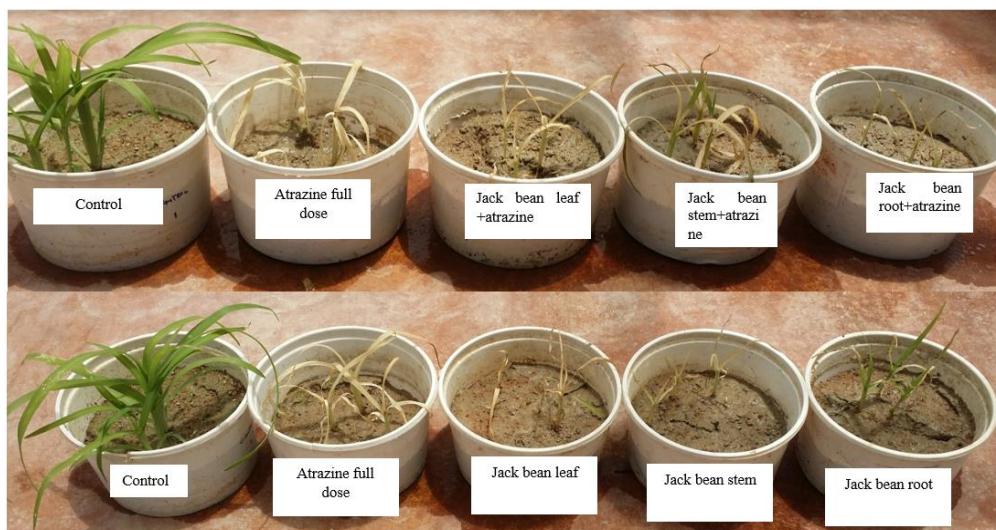 Control
Atrazine full
dose
Jack bean leaf
+atrazine
Jack bean
stem+atrazi
ne
Jack bean
root+atrazine
1
Control
Atrazine full
dose
Jack bean leaf
Jack bean stem
Jack bean root